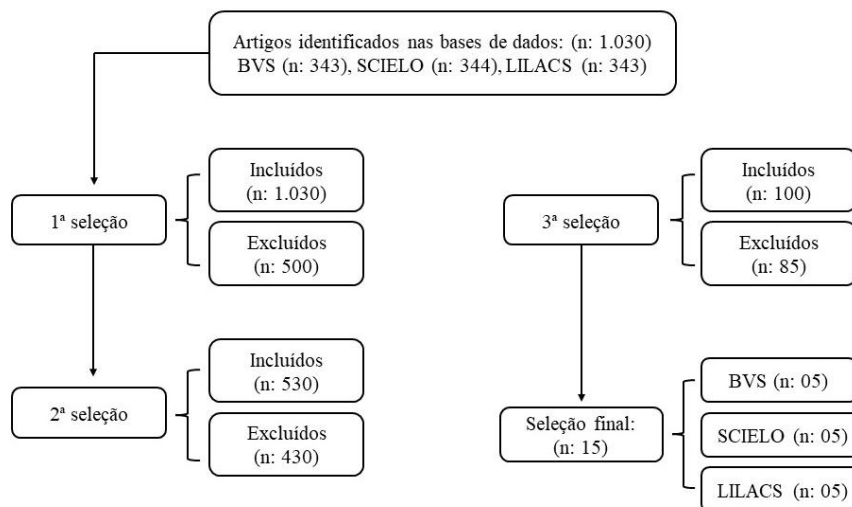 Artigos identificados nas bases de dados: (n: 1.030)
BVS (n: 343), SCIELO (n: 344), LILACS (n: 343)
1ª seleção
Incluídos
(n: 1.030)
Excluídos
(n: 500)
2ª seleção
Incluídos
(n: 530)
Excluídos
(n: 430)
3ª seleção
Incluídos
(n: 100)
Excluídos
(n: 85)
Seleção final:
(n: 15)
BVS (n: 05)
SCIELO (n: 05)
LILACS (n: 05)